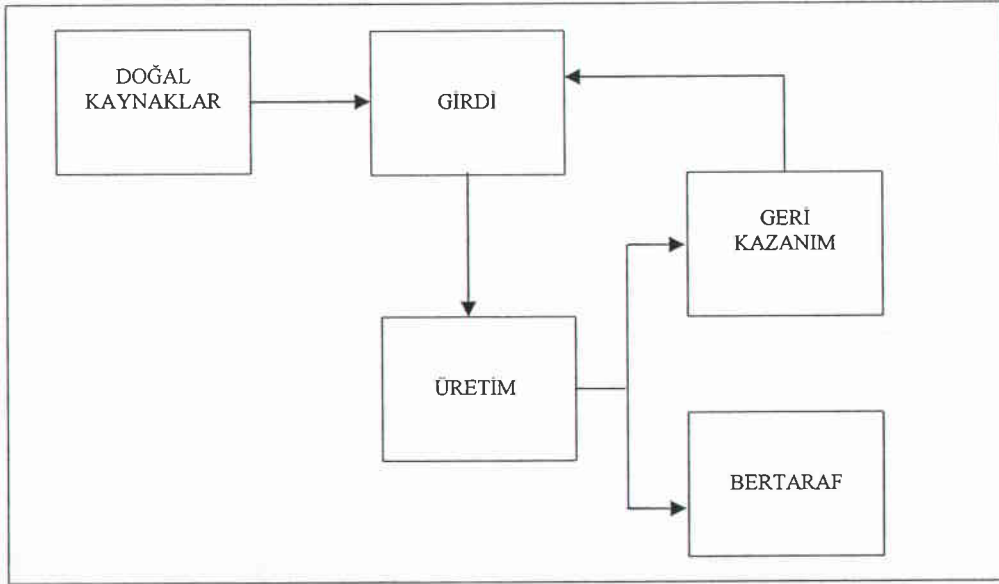 DOĞAL
KAYNAKLAR
GİRDİ
GERİ
KAZANIM
ÜRETİM
BERTARAF